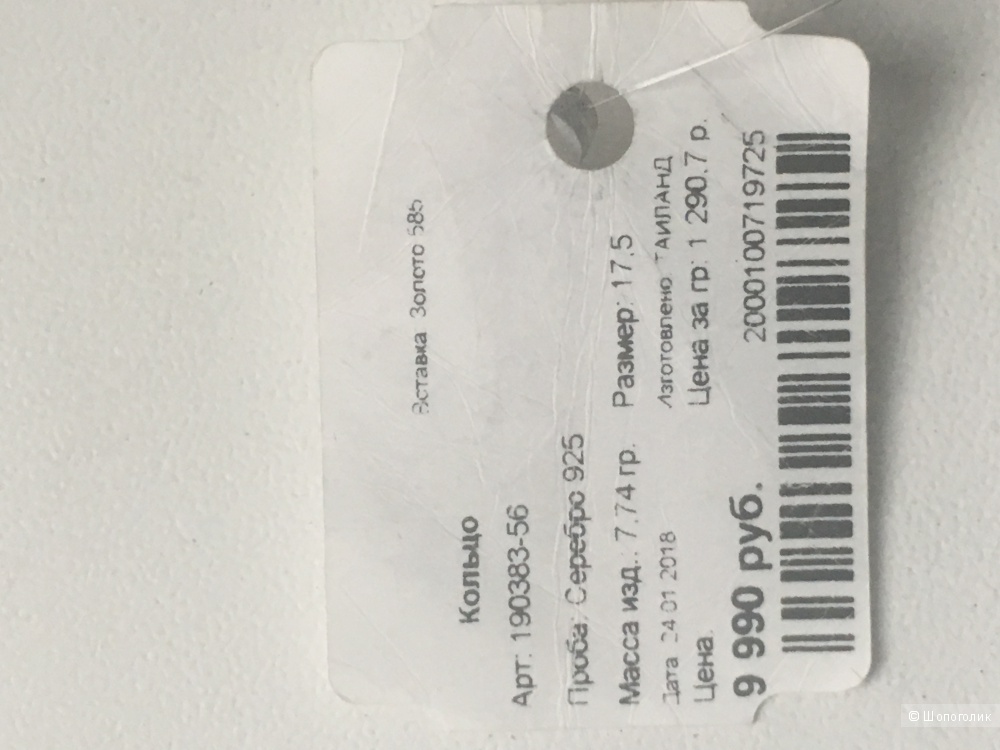 Вставка Золото 585
Кольцо
Арт: 190383-56
Проба: Серебро 925
Масса изд.: 7.74 гр. Размер: 17,5
Дата 24 01 2018 Изготовлено ТАИЛАНД
Цена. Цена за гр: 1 290.7 р.
9 990 руб. 2000100719725
© Шопоголик